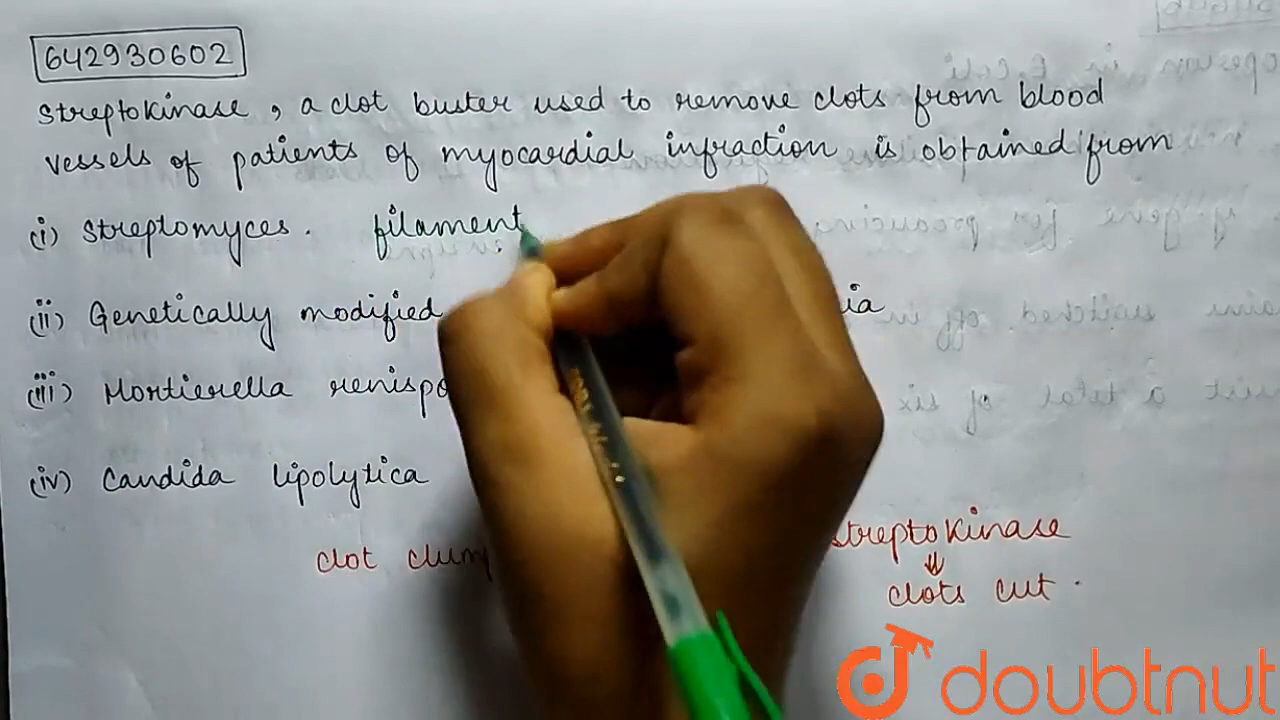 642930602
streptokinase, a clot buster used to remove clots from blood
vessels of patients of myocardial infraction is obtained from
(i) streptomyces. filament
(ii) Genetically modified
(iii) Mortierella renispo
(iv) Candida lipolytica
clot clum streptokinase
⇓
clots cut.
doubtnut